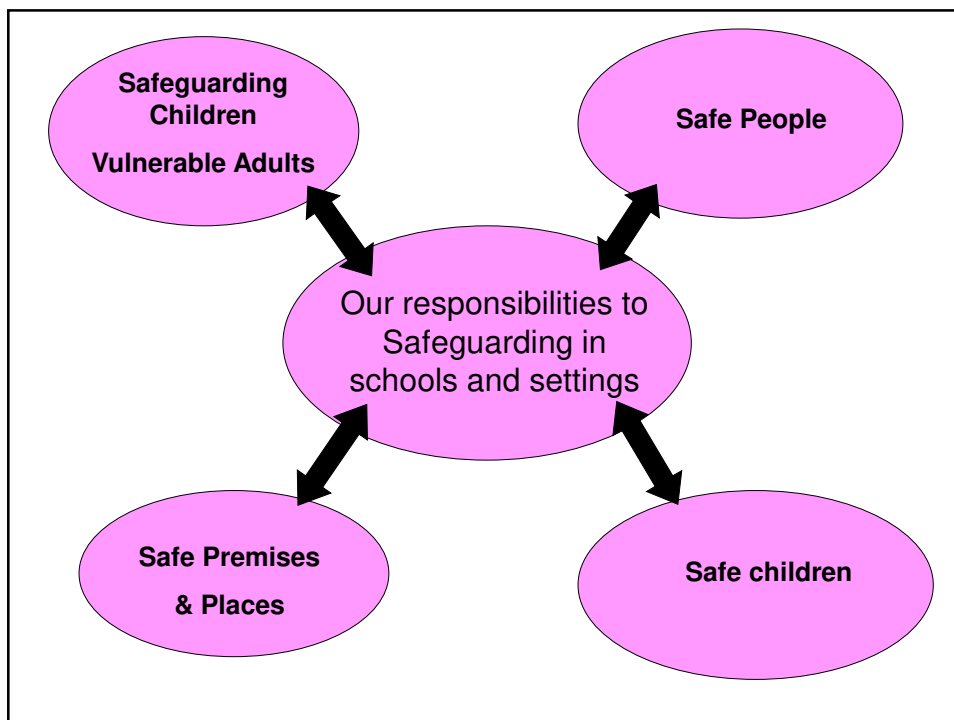 Safeguarding
Children
Vulnerable Adults
Safe People
Our responsibilities to
Safeguarding in
schools and settings
Safe Premises
& Places
Safe children